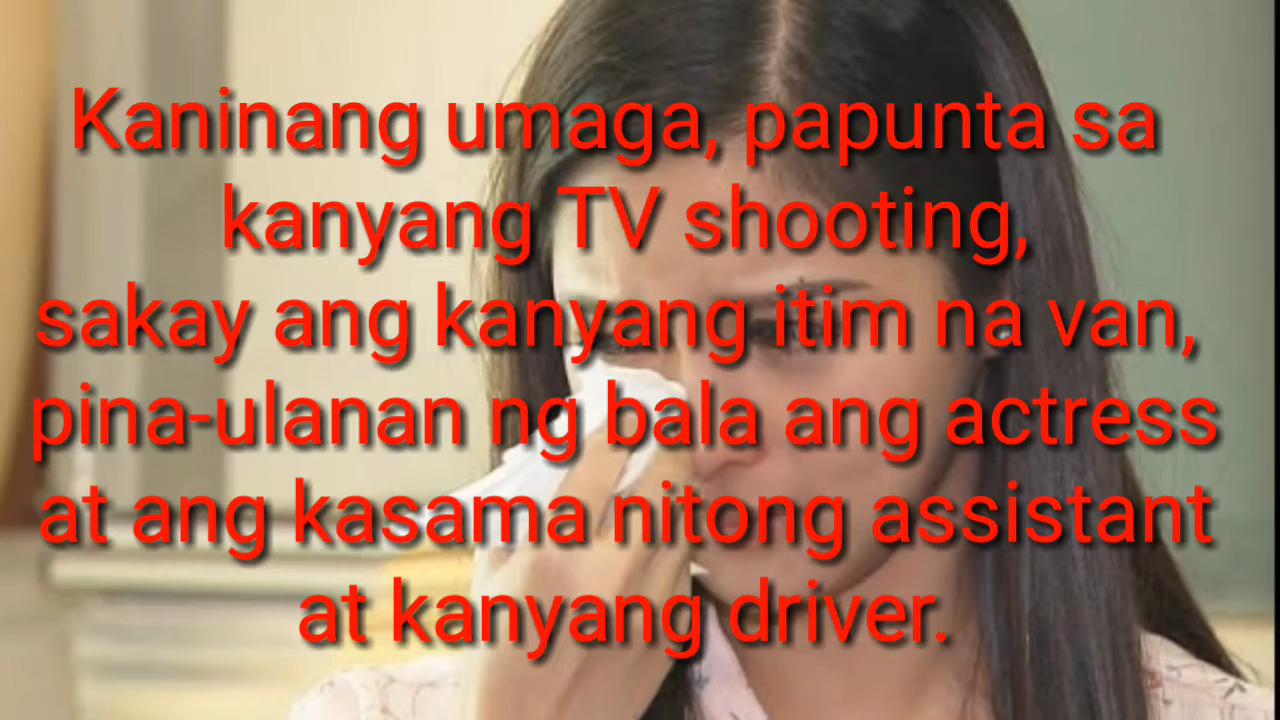 Kaninang umaga, papunta sa
kanyang TV shooting,
sakay ang kanyang itim na van,
pina-ulanan ng bala ang actress
at ang kasama nitong assistant
at kanyang driver.